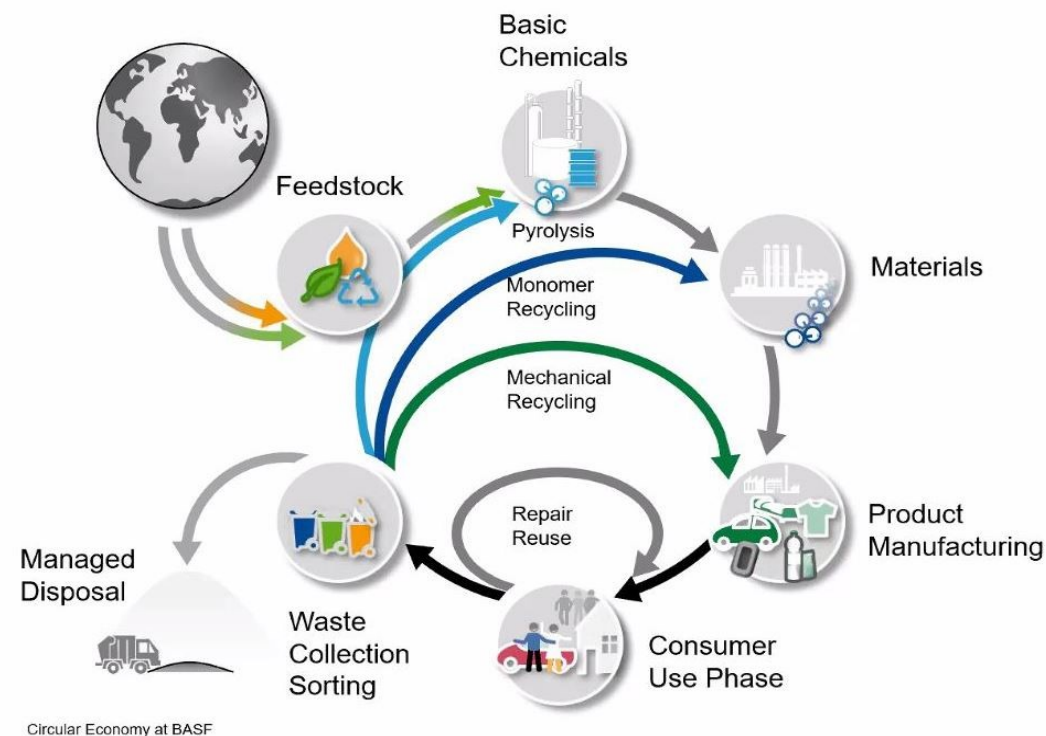 Basic
Chemicals
Feedstock
Pyrolysis
Materials
Monomer
Recycling
Mechanical
Recycling
Repair
Reuse
Product
Manufacturing
Managed
Disposal
Waste
Collection
Sorting
Consumer
Use Phase
Circular Economy at BASF